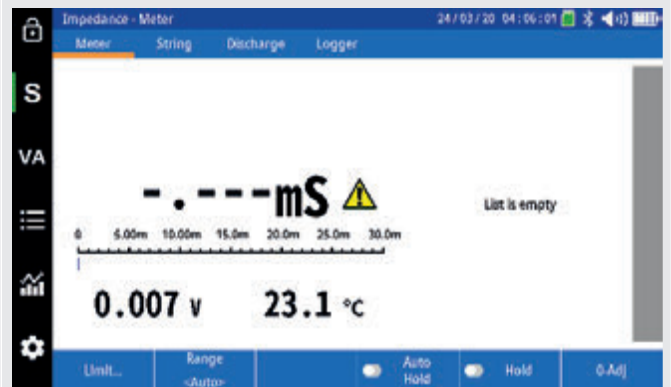 Impedance - Meter 24/03/20 04:06:01
Meter String Discharge Logger
S
VA
-.---mS
List is empty
0 5.00m 10.00m 15.0m 20.0m 25.0m 30.0m
0.007 V 23.1 °C
Limit... Range <Auto> Auto Hold Hold 0-Adj